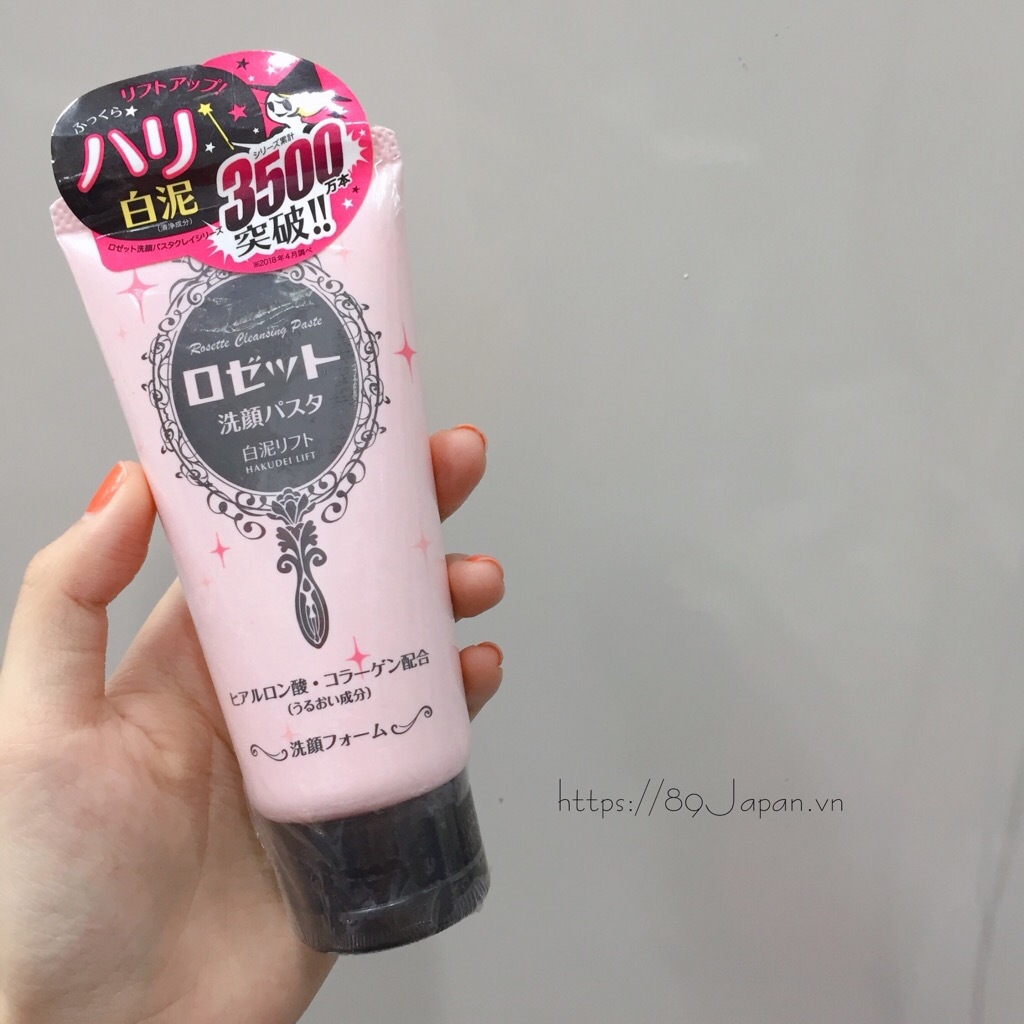 リフトアップ!
ふっくら
ハリ
白泥
(清浄成分)
シリーズ累計
3500万本
突破!!
ロゼット洗顔パスタクレイシリーズ
※2018年4月調べ
Rosette Cleansing Paste
ロゼット
洗顔パスタ
白泥リフト
HAKUDEI LIFT
ヒアルロン酸・コラーゲン配合
(うるおい成分)
洗顔フォーム
https://89Japan.vn